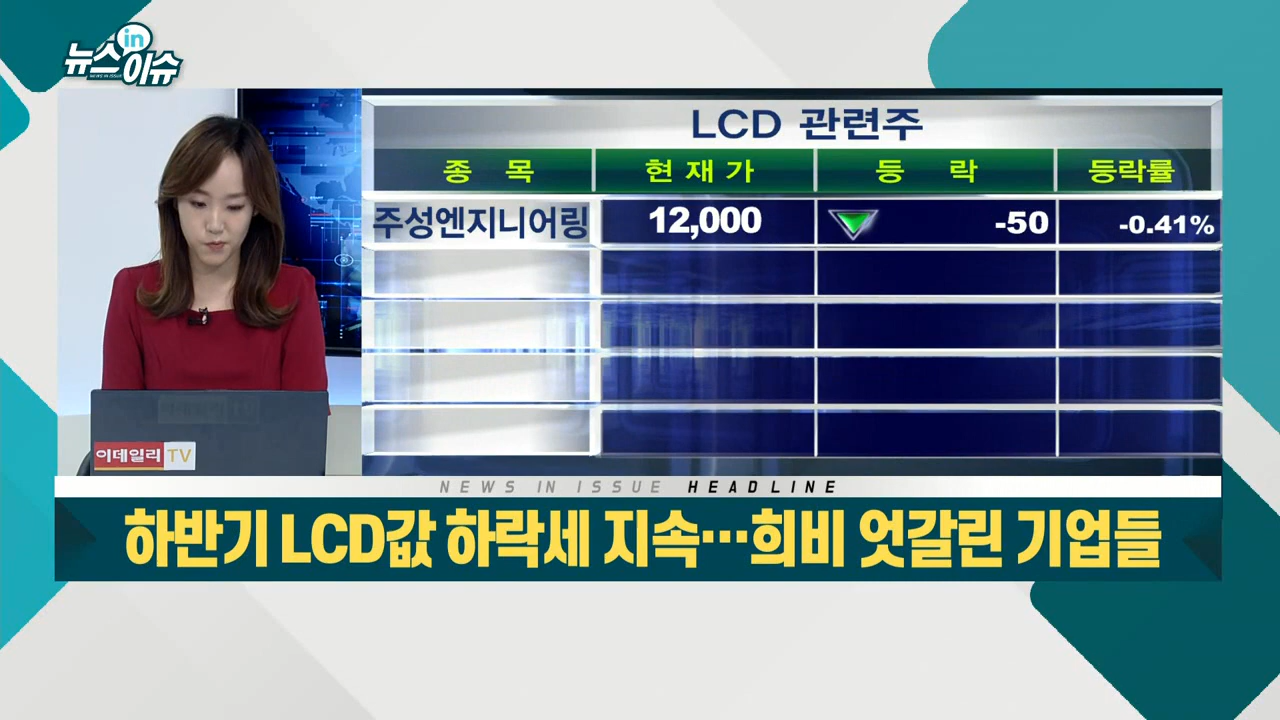 뉴스in이슈
NEWS IN ISSUE
LCD 관련주
종 목 현재가 등 락 등락률
주성엔지니어링 12,000 -50 -0.41%
이데일리TV
NEWS IN ISSUE HEADLINE
하반기 LCD값 하락세 지속…희비 엇갈린 기업들